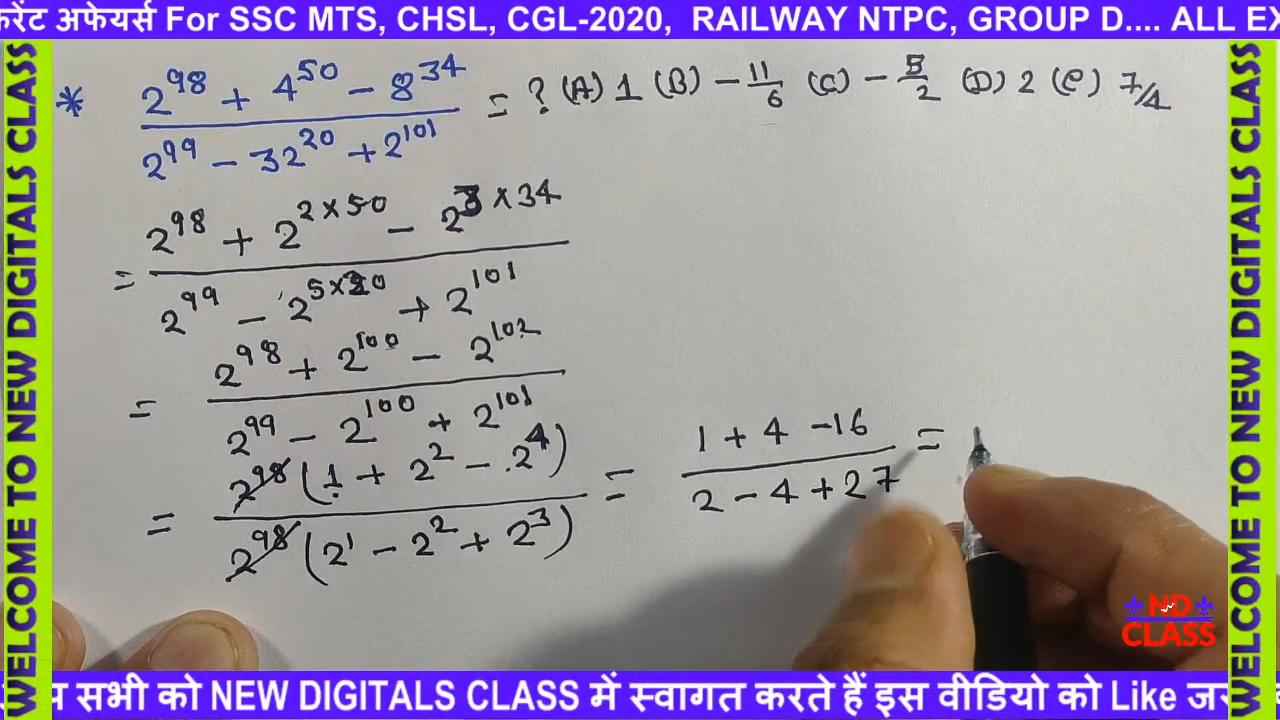 करेंट अफेयर्स For SSC MTS, CHSL, CGL-2020, RAILWAY NTPC, GROUP D.... ALL EX
WELCOME TO NEW DIGITALS CLASS
* (2^98 + 4^50 - 8^34) / (2^99 - 32^20 + 2^101) = ? (A) 1 (B) -11/6 (C) -5/2 (D) 2 (E) 7/4
= (2^98 + 2^2×50 - 2^3×34) / (2^99 - 2^5×20 + 2^101)
= (2^98 + 2^100 - 2^102) / (2^99 - 2^100 + 2^101)
= 2^98 (1 + 2^2 - 2^4) / 2^98 (2^1 - 2^2 + 2^3) = (1 + 4 - 16) / (2 - 4 + 27) =
ND
CLASS
सभी को NEW DIGITALS CLASS में स्वागत करते हैं इस वीडियो को Like
WELCOME TO NEW DIGITALS CLASS